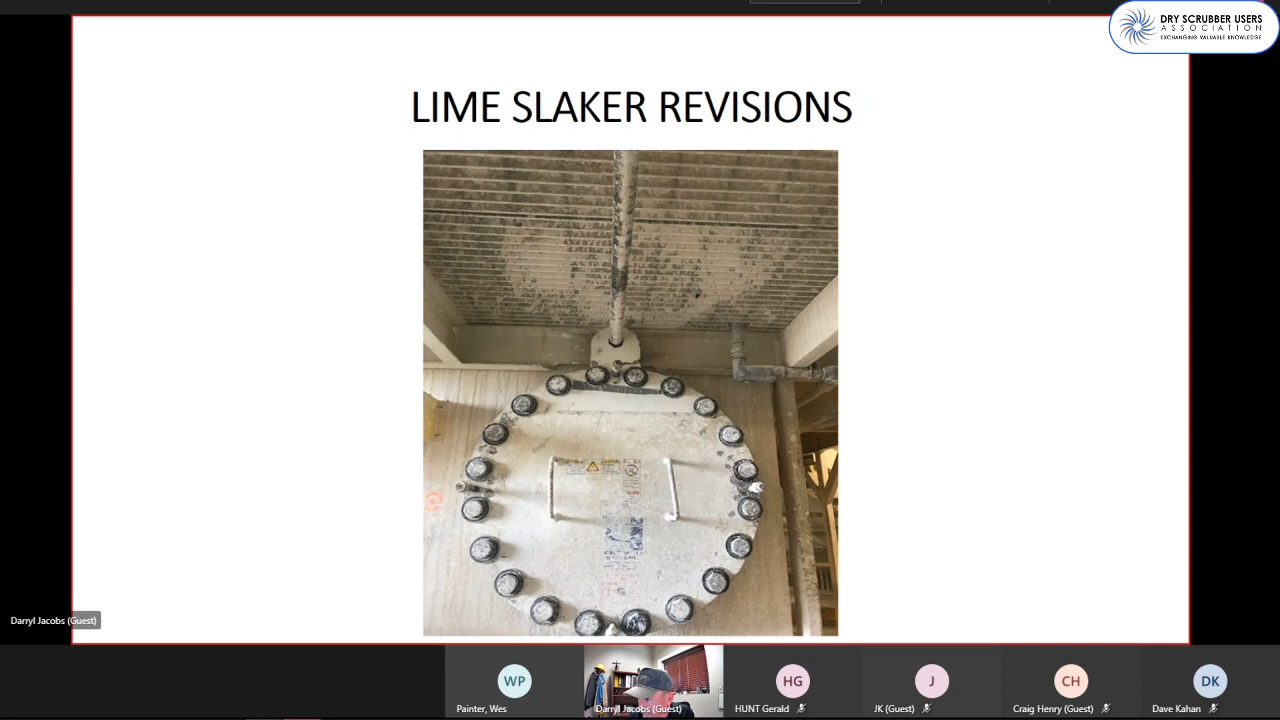 DRY SCRUBBER USERS
ASSOCIATION
EXCHANGING VALUABLE KNOWLEDGE
LIME SLAKER REVISIONS
Darryl Jacobs (Guest)
WP
Painter, Wes
Darryl Jacobs (Guest)
HG
HUNT Gerald
J
JK (Guest)
CH
Craig Henry (Guest)
DK
Dave Kahan